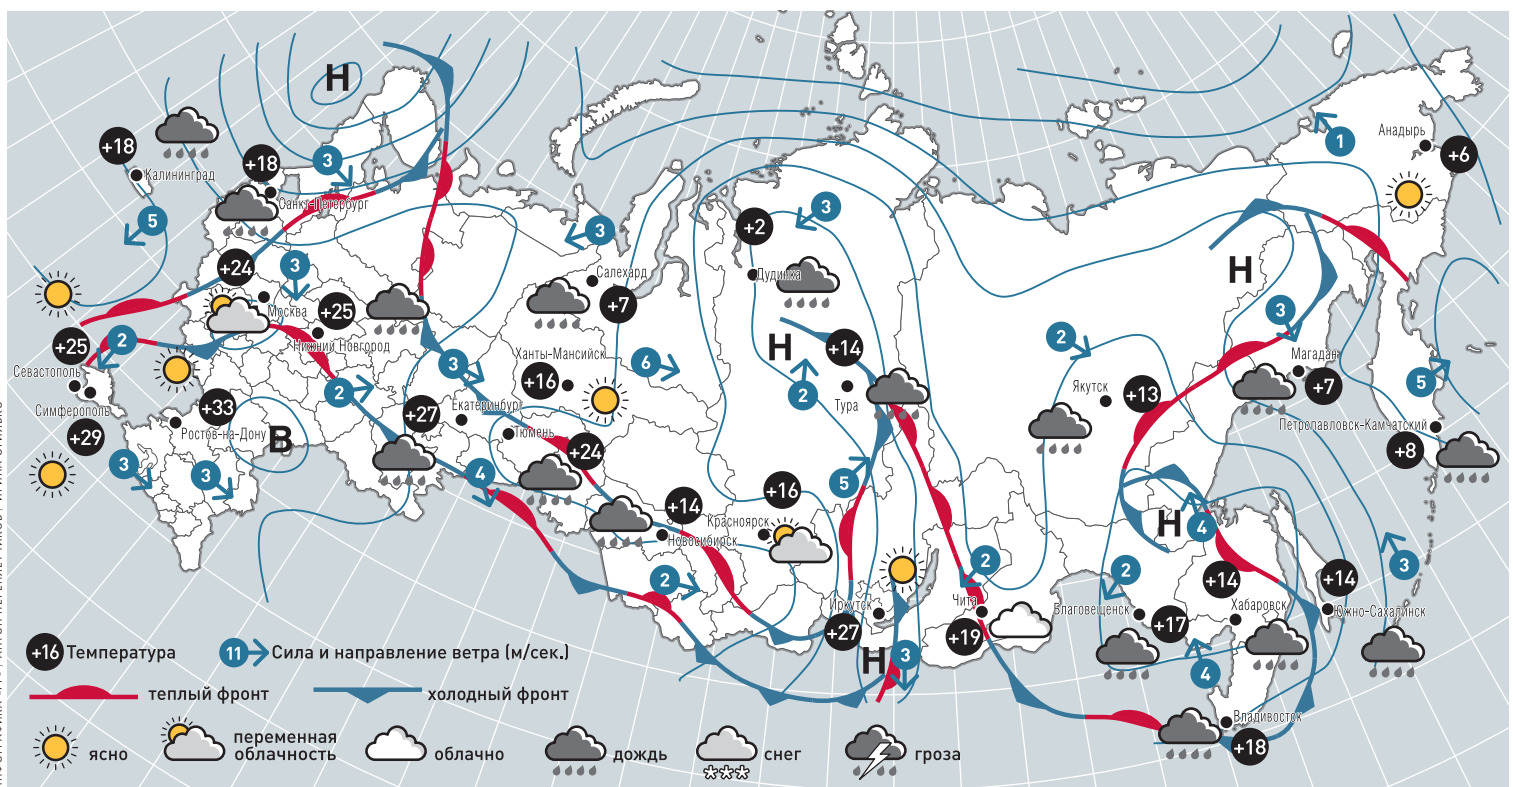 Н
+18
Калининград
+18
3
Санкт-Петербург
5
+24
3
Москва
+25
Нижний Новгород
+25
2
Севастополь
Симферополь
+29
+33
Ростов-на-Дону
В
3
3
2
+27
Екатеринбург
3
4
3
Салехард
+7
Ханты-Мансийск
+16
6
Тюмень
+24
+14
Новосибирск
2
+2
Дудинка
3
Н
+14
2
Тура
5
+16
Красноярск
Иркутск
+27
Н
3
2
Чита
+19
2
Якутск
+13
1
Анадырь
+6
Н
3
Магадан
+7
5
Петропавловск-Камчатский
+8
Н
4
3
2
Благовещенск
+17
+14
Хабаровск
+14
Южно-Сахалинск
4
Владивосток
+18
+16 Температура
11 Сила и направление ветра (м/сек.)
теплый фронт
холодный фронт
ясно
переменная
облачность
облачно
дождь
снег
гроза